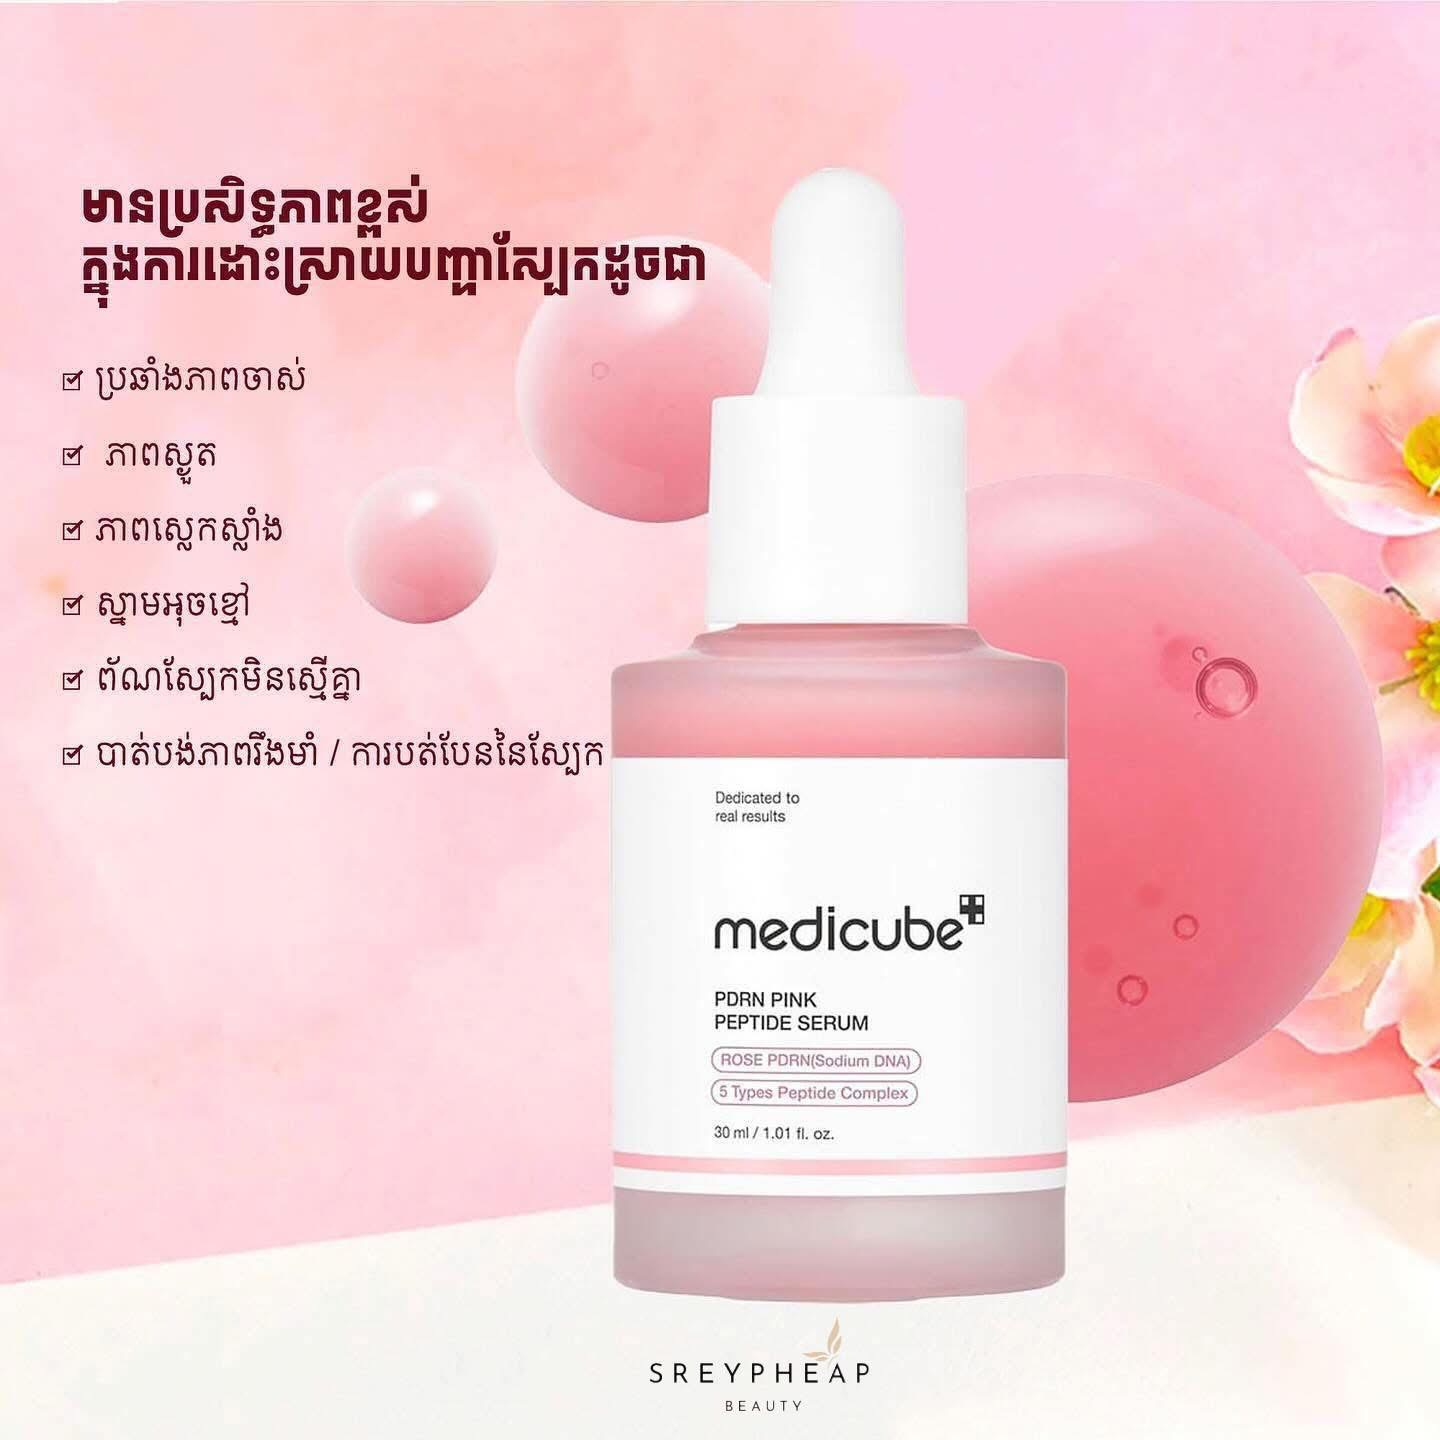 មានប្រសិទ្ធភាពខ្ពស់
ក្នុងការដោះស្រាយបញ្ហាស្បែកដូចជា
ប្រឆាំងភាពចាស់
ភាពស្ងួត
ភាពស្លេកស្លាំង
ស្នាមអុចខ្មៅ
ព័ណស្បែកមិនស្មើគ្នា
បាត់បង់ភាពរឹងមាំ / ការបត់បែននៃស្បែក
Dedicated to
real results
medicube
PDRN PINK
PEPTIDE SERUM
ROSE PDRN(Sodium DNA)
5 Types Peptide Complex
30 ml / 1.01 fl. oz.
SREYPHEAP
BEAUTY